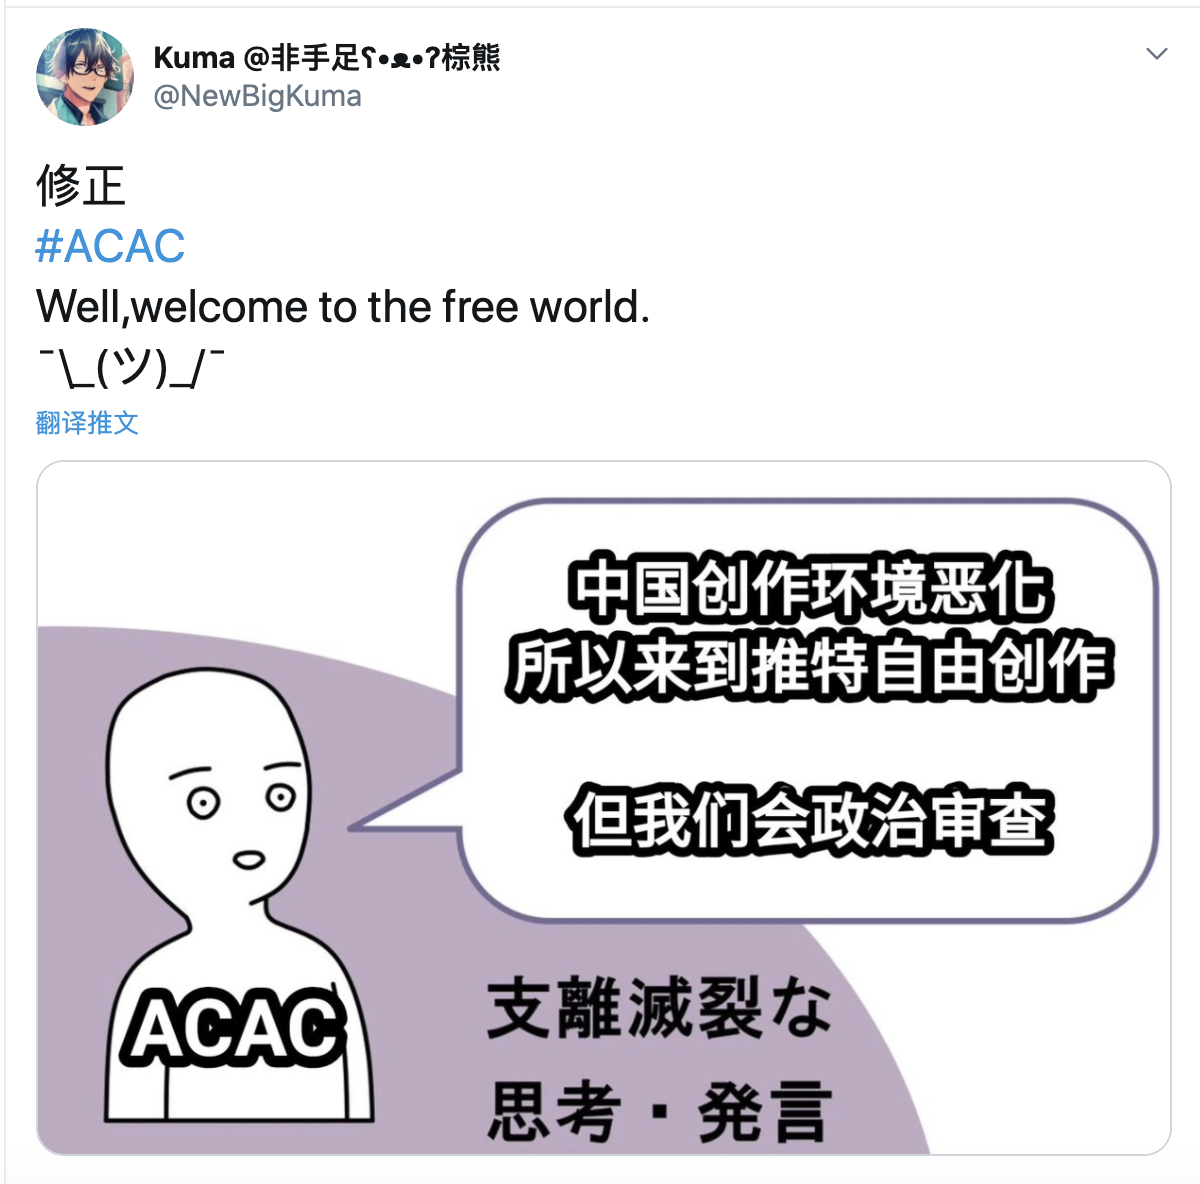 Kuma @非手足ʕ•ᴥ•ʔ棕熊
@NewBigKuma
修正
#ACAC
Well,welcome to the free world.
¯\_(ツ)_/¯
翻译推文
中国创作环境恶化
所以来到推特自由创作
但我们会政治审查
ACAC
支離滅裂な
思考・発言